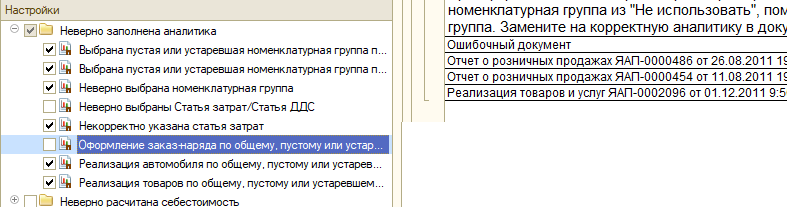 Настройки
Неверно заполнена аналитика
Выбрана пустая или устаревшая номенклатурная группа п...
Выбрана пустая или устаревшая номенклатурная группа п...
Неверно выбрана номенклатурная группа
Неверно выбраны Статья затрат/Статья ДДС
Некорректно указана статья затрат
Оформление заказ-наряда по общему, пустому или устар...
Реализация автомобиля по общему, пустому или устарев...
Реализация товаров по общему, пустому или устаревшем...
Неверно расчитана себестоимость
номенклатурная группа из "Не использовать", пом
группа. Замените на корректную аналитику в доку
Ошибочный документ
Отчет о розничных продажах ЯАП-0000486 от 26.08.2011 19
Отчет о розничных продажах ЯАП-0000454 от 11.08.2011 19
Реализация товаров и услуг ЯАП-0002096 от 01.12.2011 9:5